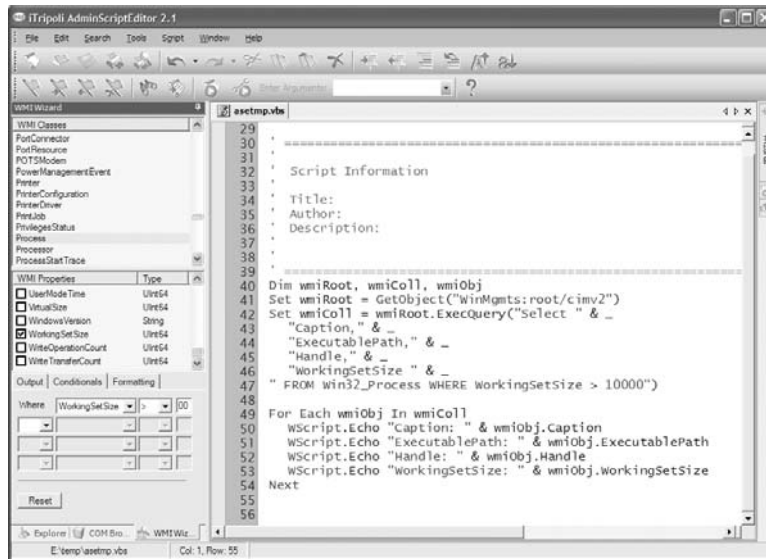 iTripoli AdminScriptEditor 2.1
File Edit Search Tools Script Window Help
Enter Arguments:
WMI Wizard
WMI Classes
PortConnector
PortResource
POTSModem
PowerManagementEvent
Printer
PrinterConfiguration
PrinterDriver
PrintJob
PrivilegesStatus
Process
Processor
ProcessStartTrace
WMI Properties Type
UserModeTime UInt64
VirtualSize UInt64
WindowsVersion String
WorkingSetSize UInt64
WriteOperationCount UInt64
WriteTransferCount UInt64
Output Conditionals Formatting
Where WorkingSetSize > 00
Reset
Explorer COM Bro... WMI Wiz...
asetmp.vbs
29
30 ' ==============================================================
31 '
32 ' Script Information
33 '
34 ' Title:
35 ' Author:
36 ' Description:
37 '
38 '
39 ' ==============================================================
40 Dim wmiRoot, wmiColl, wmiObj
41 Set wmiRoot = GetObject("WinMgmts:root/cimv2")
42 Set wmiColl = wmiRoot.ExecQuery("Select " & _
43 "Caption," & _
44 "ExecutablePath," & _
45 "Handle," & _
46 "WorkingSetSize " & _
47 " FROM Win32_Process WHERE WorkingSetSize > 10000")
48
49 For Each wmiObj In wmiColl
50 WScript.Echo "Caption: " & wmiObj.Caption
51 WScript.Echo "ExecutablePath: " & wmiObj.ExecutablePath
52 WScript.Echo "Handle: " & wmiObj.Handle
53 WScript.Echo "WorkingSetSize: " & wmiObj.WorkingSetSize
54 Next
55
56
E:\temp\asetmp.vbs Col: 1, Row: 55